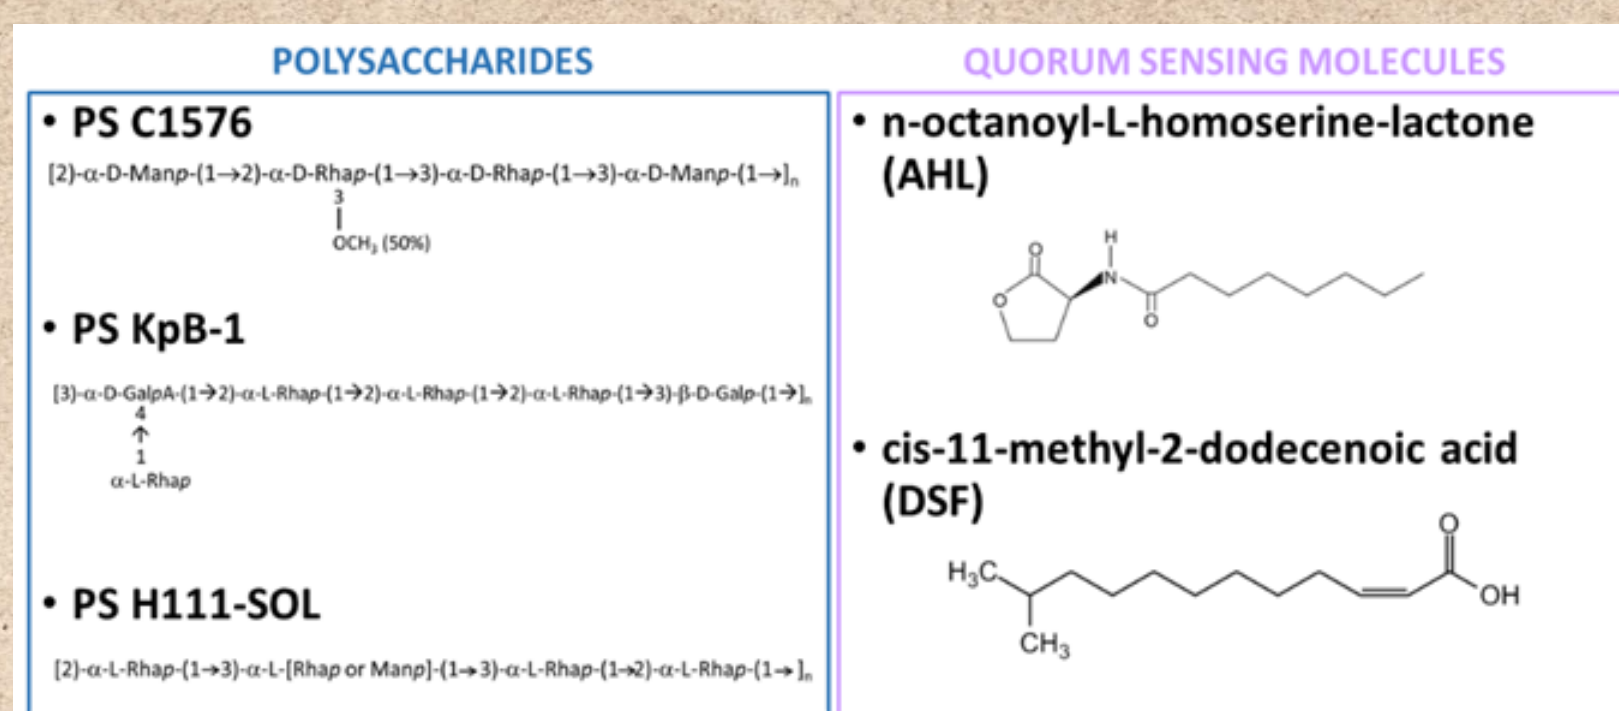 POLYSACCHARIDES
• PS C1576
[2)-α-D-Manp-(1→2)-α-D-Rhap-(1→3)-α-D-Rhap-(1→3)-α-D-Manp-(1→]n
3
|
OCH3 (50%)
• PS KpB-1
[3)-α-D-GalpA-(1→2)-α-L-Rhap-(1→2)-α-L-Rhap-(1→2)-α-L-Rhap-(1→3)-β-D-Galp-(1→]n
4
↑
1
α-L-Rhap
• PS H111-SOL
[2)-α-L-Rhap-(1→3)-α-L-[Rhap or Manp]-(1→3)-α-L-Rhap-(1→2)-α-L-Rhap-(1→]n
QUORUM SENSING MOLECULES
• n-octanoyl-L-homoserine-lactone
(AHL)
H
O
N
O
O
• cis-11-methyl-2-dodecenoic acid
(DSF)
O
H3C
OH
CH3